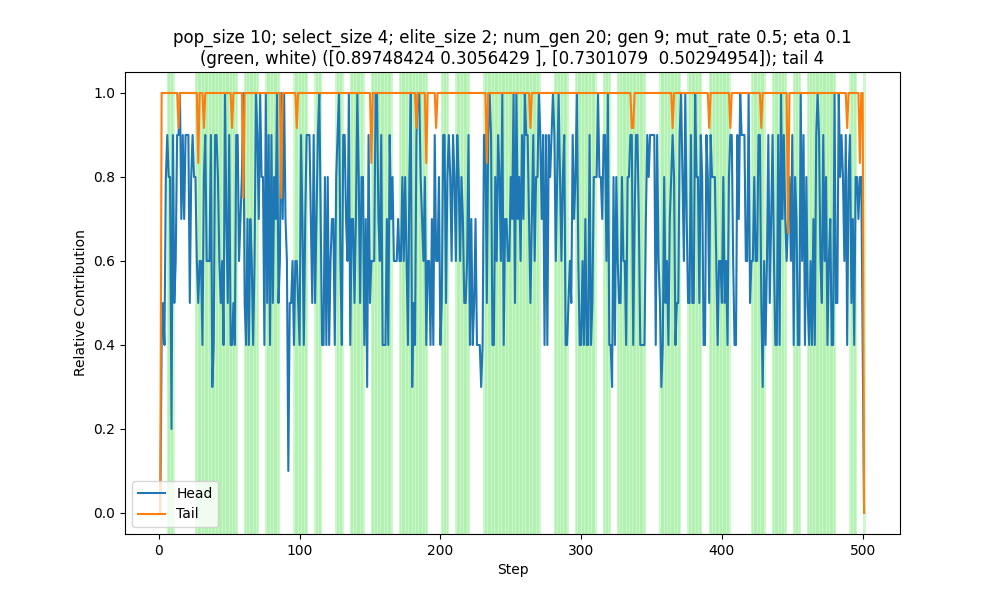 pop_size 10; select_size 4; elite_size 2; num_gen 20; gen 9; mut_rate 0.5; eta 0.1
(green, white) ([0.89748424 0.3056429 ], [0.7301079  0.50294954]); tail 4
1.0
0.8
0.6
0.4
0.2
0.0
Relative Contribution
Head
Tail
0
100
200
300
400
500
Step